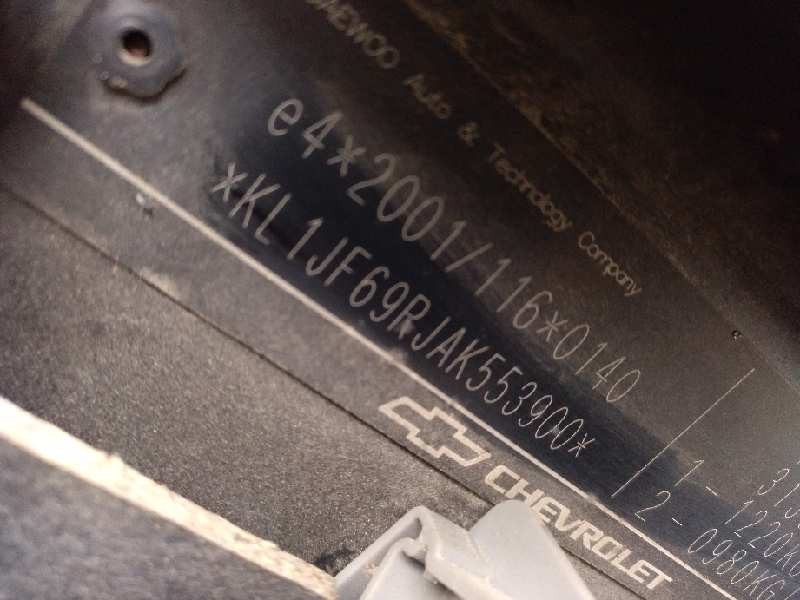 DAEWOO Auto & Technology Company
e4*2001/116*0140
*KL1JF69RJAK553900*
1- 1220KG
2- 0980KG
CHEVROLET